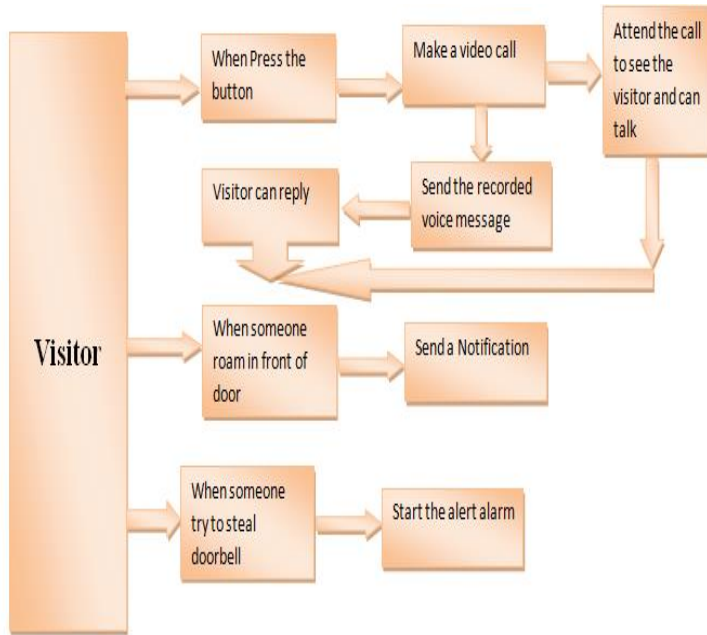 When Press the
button
Make a video call
Attend the call
to see the
visitor and can
talk
Visitor can reply
Send the recorded
voice message
Visitor
When someone
roam in front of
door
Send a Notification
When someone
try to steal
doorbell
Start the alert alarm